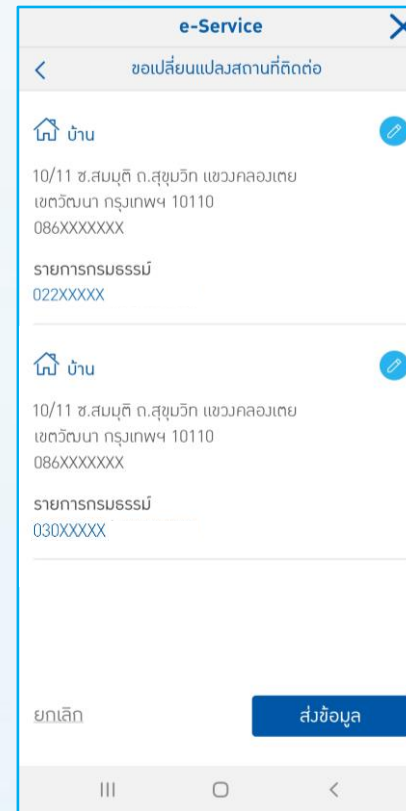 e-Service
ขอเปลี่ยนแปลงสถานที่ติดต่อ
บ้าน
10/11 ซ.สมมุติ ถ.สุขุมวิท แขวงคลองเตย
เขตวัฒนา กรุงเทพฯ 10110
086XXXXXXX
รายการกรมธรรม์
022XXXXX
บ้าน
10/11 ซ.สมมุติ ถ.สุขุมวิท แขวงคลองเตย
เขตวัฒนา กรุงเทพฯ 10110
086XXXXXXX
รายการกรมธรรม์
030XXXXX
ยกเลิก
ส่งข้อมูล